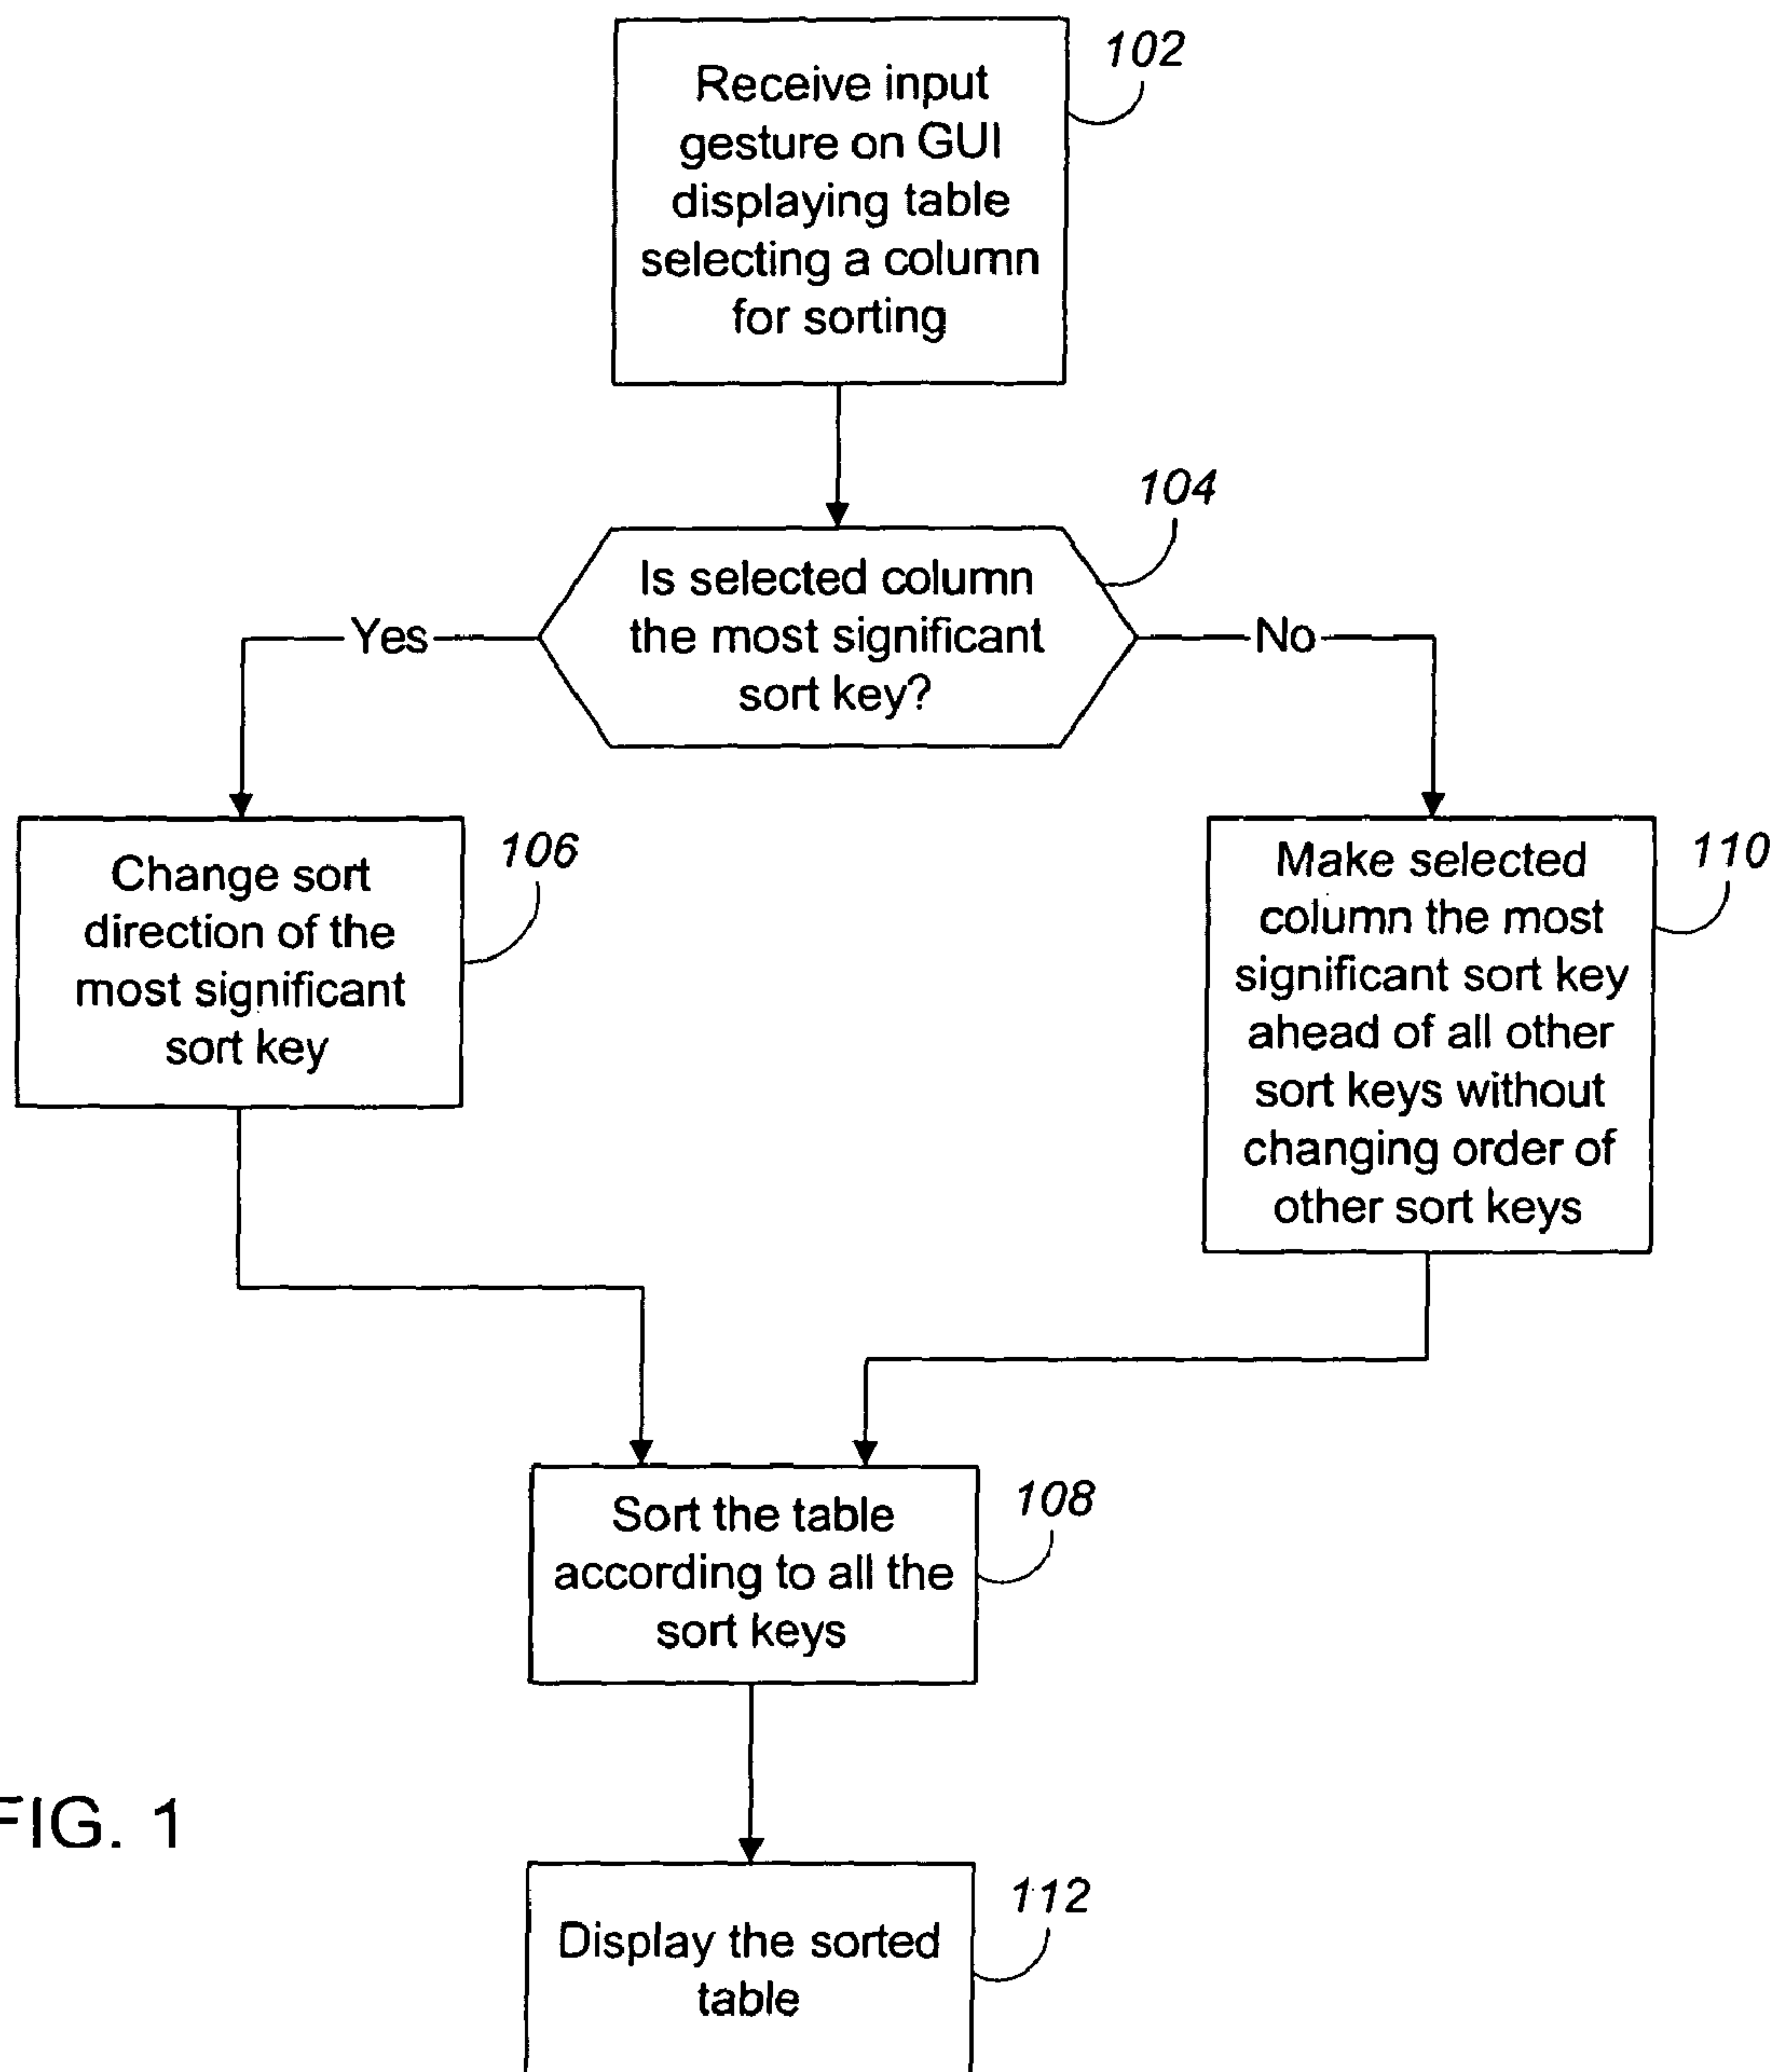 Receive input
gesture on GUI
displaying table
selecting a column
for sorting
102
Is selected column
the most significant
sort key?
104
Yes
No
Change sort
direction of the
most significant
sort key
106
Make selected
column the most
significant sort key
ahead of all other
sort keys without
changing order of
other sort keys
110
Sort the table
according to all the
sort keys
108
FIG. 1
Display the sorted
table
112